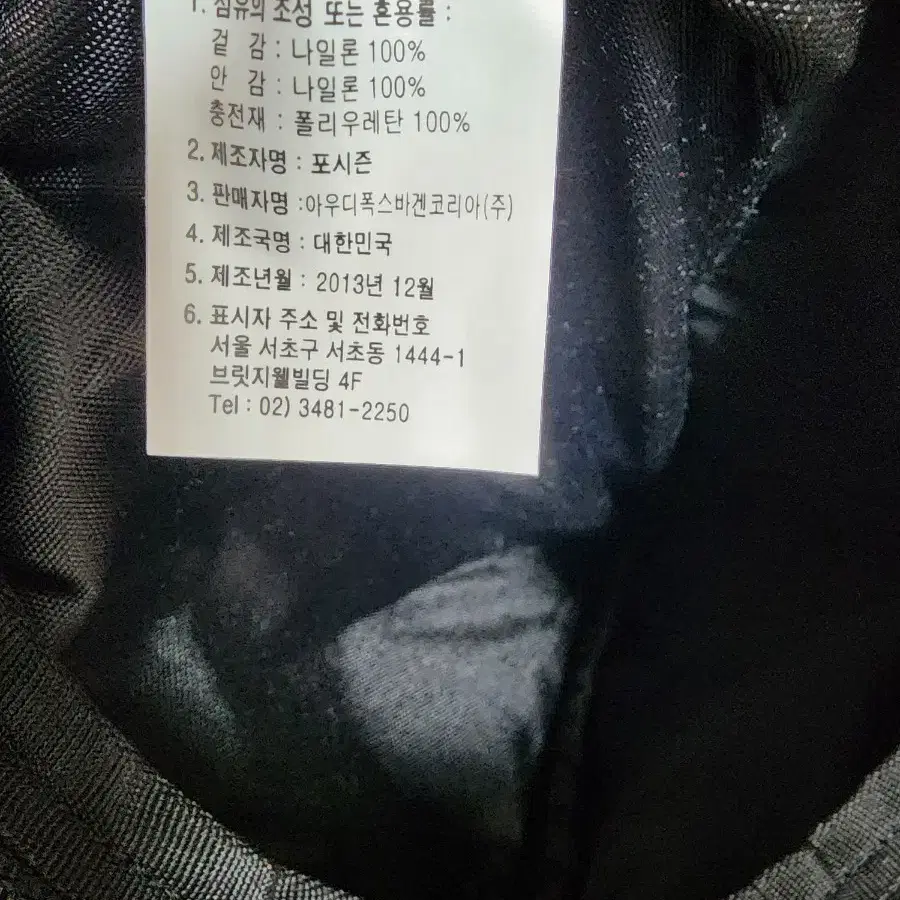 1. 섬유의 조성 또는 혼용률 :
겉 감 : 나일론 100%
안 감 : 나일론 100%
충전재 : 폴리우레탄 100%
2. 제조자명 : 포시즌
3. 판매자명 :아우디폭스바겐코리아(주)
4. 제조국명 : 대한민국
5. 제조년월 : 2013년 12월
6. 표시자 주소 및 전화번호
서울 서초구 서초동 1444-1
브릿지웰빌딩 4F
Tel : 02) 3481-2250